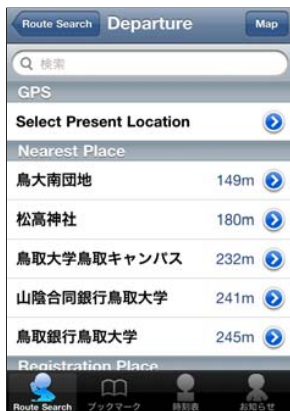 Route Search Departure Map
検索
GPS
Select Present Location
Nearest Place
鳥大南団地 149m
松高神社 180m
鳥取大学鳥取キャンパス 232m
山陰合同銀行鳥取大学 241m
鳥取銀行鳥取大学 245m
Registration Place
Route Search ブックマーク 時刻表 お知らせ